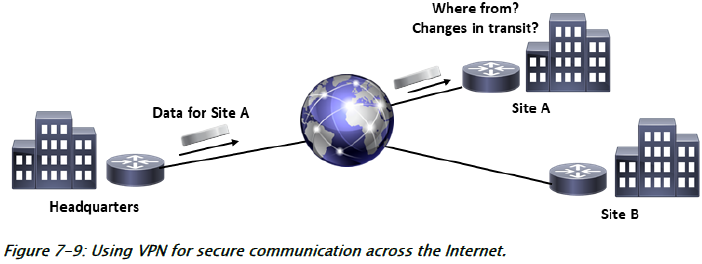 Where from?
Changes in transit?
Data for Site A
Site A
Headquarters
Site B
Figure 7-9: Using VPN for secure communication across the Internet.